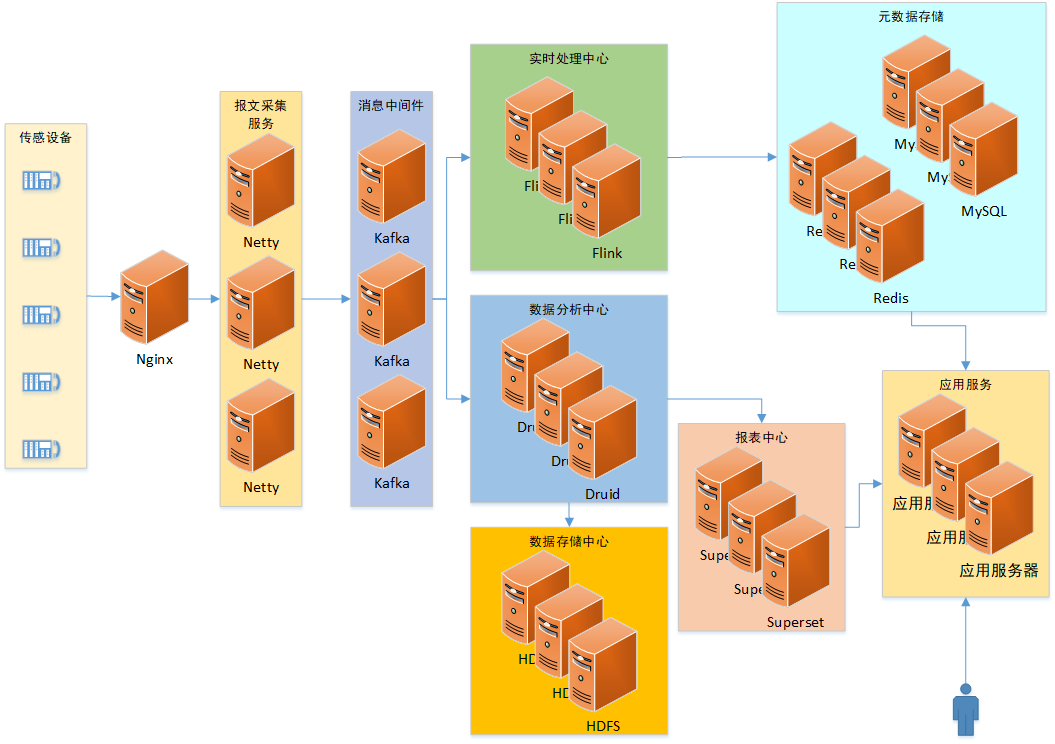 传感设备
Nginx
报文采集
服务
Netty
Netty
Netty
消息中间件
Kafka
Kafka
Kafka
实时处理中心
Fli
Fli
Flink
数据分析中心
Dru
Dru
Druid
数据存储中心
HD
HD
HDFS
元数据存储
My
My
MySQL
Re
Re
Redis
报表中心
Supe
Supe
Superset
应用服务
应用服
应用服
应用服务器